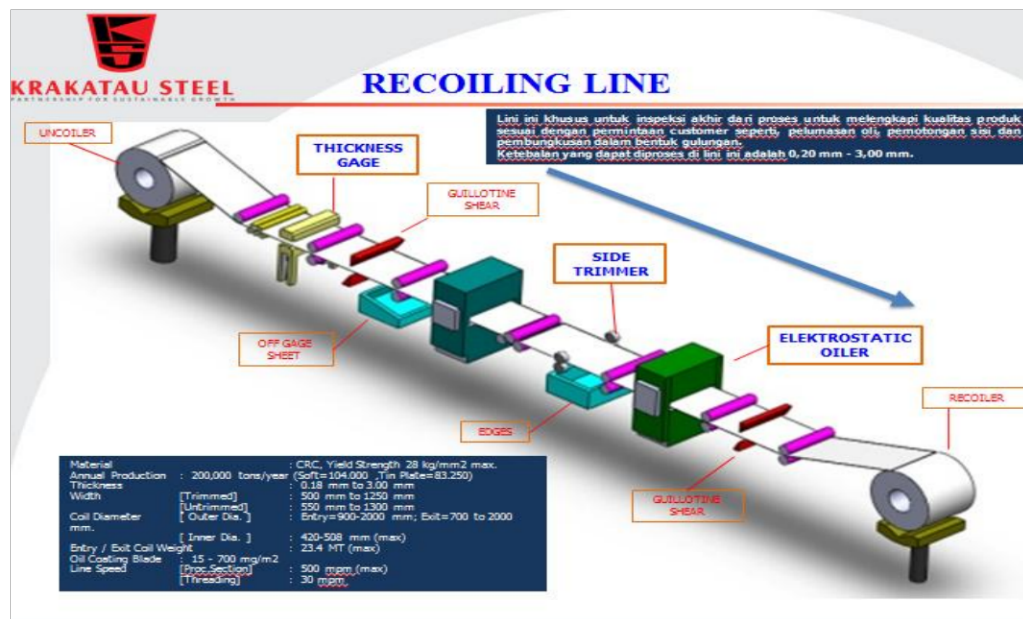 KRAKATAU STEEL
PARTNERSHIP FOR SUSTAINABLE GROWTH
RECOILING LINE
Lini ini khusus untuk inspeksi akhir dari proses untuk melengkapi kualitas produk
sesuai dengan permintaan customer seperti, pelumasan oli, pemotongan sisi dan
pembungkusan dalam bentuk gulungan.
Ketebalan yang dapat diproses di lini ini adalah 0,20 mm - 3,00 mm.
UNCOILER
THICKNESS
GAGE
GUILLOTINE
SHEAR
SIDE
TRIMMER
OFF GAGE
SHEET
ELEKTROSTATIC
OILER
RECOILER
EDGES
GUILLOTINE
SHEAR
Material : CRC, Yield Strength 28 kg/mm2 max.
Annual Production : 200,000 tons/year (Soft=104.000 ,Tin Plate=83.250)
Thickness : 0.18 mm to 3.00 mm
Width [Trimmed] : 500 mm to 1250 mm
[Untrimmed] : 550 mm to 1300 mm
Coil Diameter [ Outer Dia. ] : Entry=900-2000 mm; Exit=700 to 2000
mm.
[ Inner Dia. ] : 420-508 mm (max)
Entry / Exit Coil Weight : 23.4 MT (max)
Oil Coating Blade : 15 - 700 mg/m2
Line Speed [Proc.Section] : 500 mpm (max)
[Threading] : 30 mpm